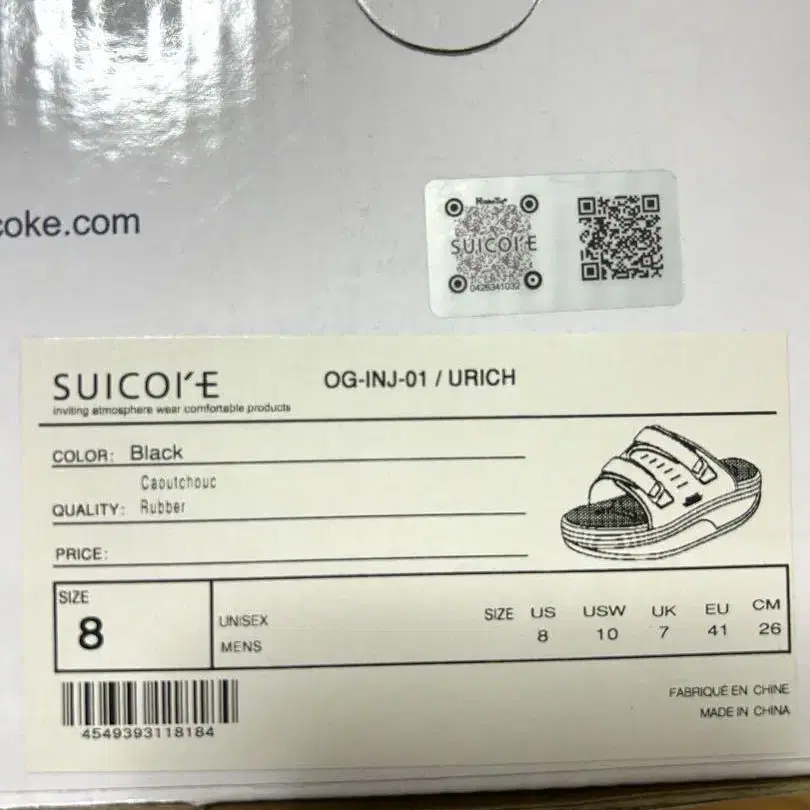 coke.com
SUICOKE
0426341032
SUICOKE
OG-INJ-01 / URICH
inviting atmosphere wear comfortable products
COLOR: Black
Caoutchouc
QUALITY: Rubber
PRICE:
SIZE
8
UNISEX
MENS
SIZE US USW UK EU CM
8 10 7 41 26
4549393118184
FABRIQUÉ EN CHINE
MADE IN CHINA